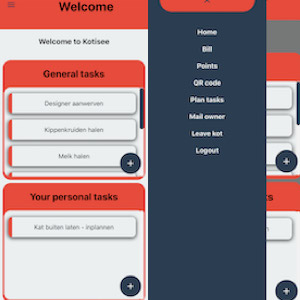 Welcome
Welcome to Kotisee
General tasks
Designer aanwerven
Kippenkruiden halen
Melk halen
+
Your personal tasks
Kat buiten laten - inplannen
+
Home
Bill
Points
QR code
Plan tasks
Mail owner
Leave kot
Logout
+
ks
+